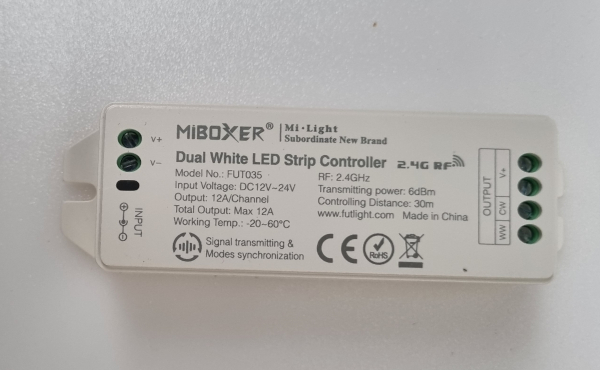 MiBOXER® Mi·Light
Subordinate New Brand
Dual White LED Strip Controller 2.4G RF
Model No.: FUT035
Input Voltage: DC12V~24V
Output: 12A/Channel
Total Output: Max 12A
Working Temp.: -20~60°C
RF: 2.4GHz
Transmitting power: 6dBm
Controlling Distance: 30m
www.futlight.com Made in China
Signal transmitting &
Modes synchronization
CE FC RoHS
V+
V-
INPUT
OUTPUT
V+
CW
WW